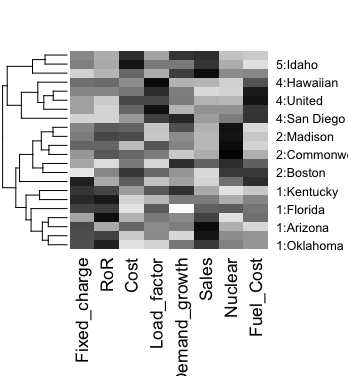 5:Idaho
4:Hawaiian
4:United
4:San Diego
2:Madison
2:Commonwe
2:Boston
1:Kentucky
1:Florida
1:Arizona
1:Oklahoma
Fixed_charge
RoR
Cost
Load_factor
Demand_growth
Sales
Nuclear
Fuel_Cost